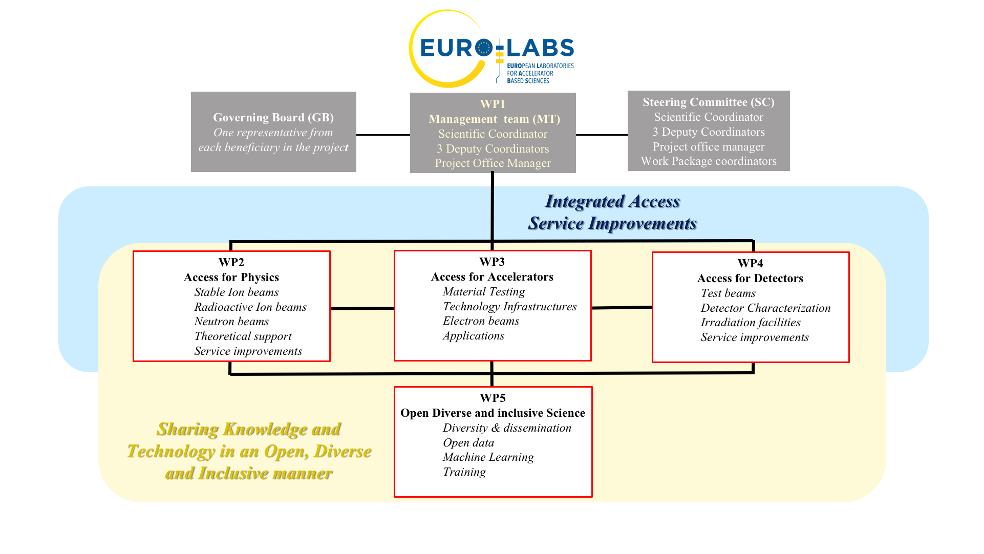 EURO-LABS
EUROPEAN LABORATORIES
FOR ACCELERATOR
BASED SCIENCES
Governing Board (GB)
One representative from
each beneficiary in the project
WP1
Management team (MT)
Scientific Coordinator
3 Deputy Coordinators
Project Office Manager
Steering Committee (SC)
Scientific Coordinator
3 Deputy Coordinators
Project office manager
Work Package coordinators
Integrated Access
Service Improvements
WP2
Access for Physics
Stable Ion beams
Radioactive Ion beams
Neutron beams
Theoretical support
Service improvements
WP3
Access for Accelerators
Material Testing
Technology Infrastructures
Electron beams
Applications
WP4
Access for Detectors
Test beams
Detector Characterization
Irradiation facilities
Service improvements
WP5
Open Diverse and inclusive Science
Diversity & dissemination
Open data
Machine Learning
Training
Sharing Knowledge and
Technology in an Open, Diverse
and Inclusive manner